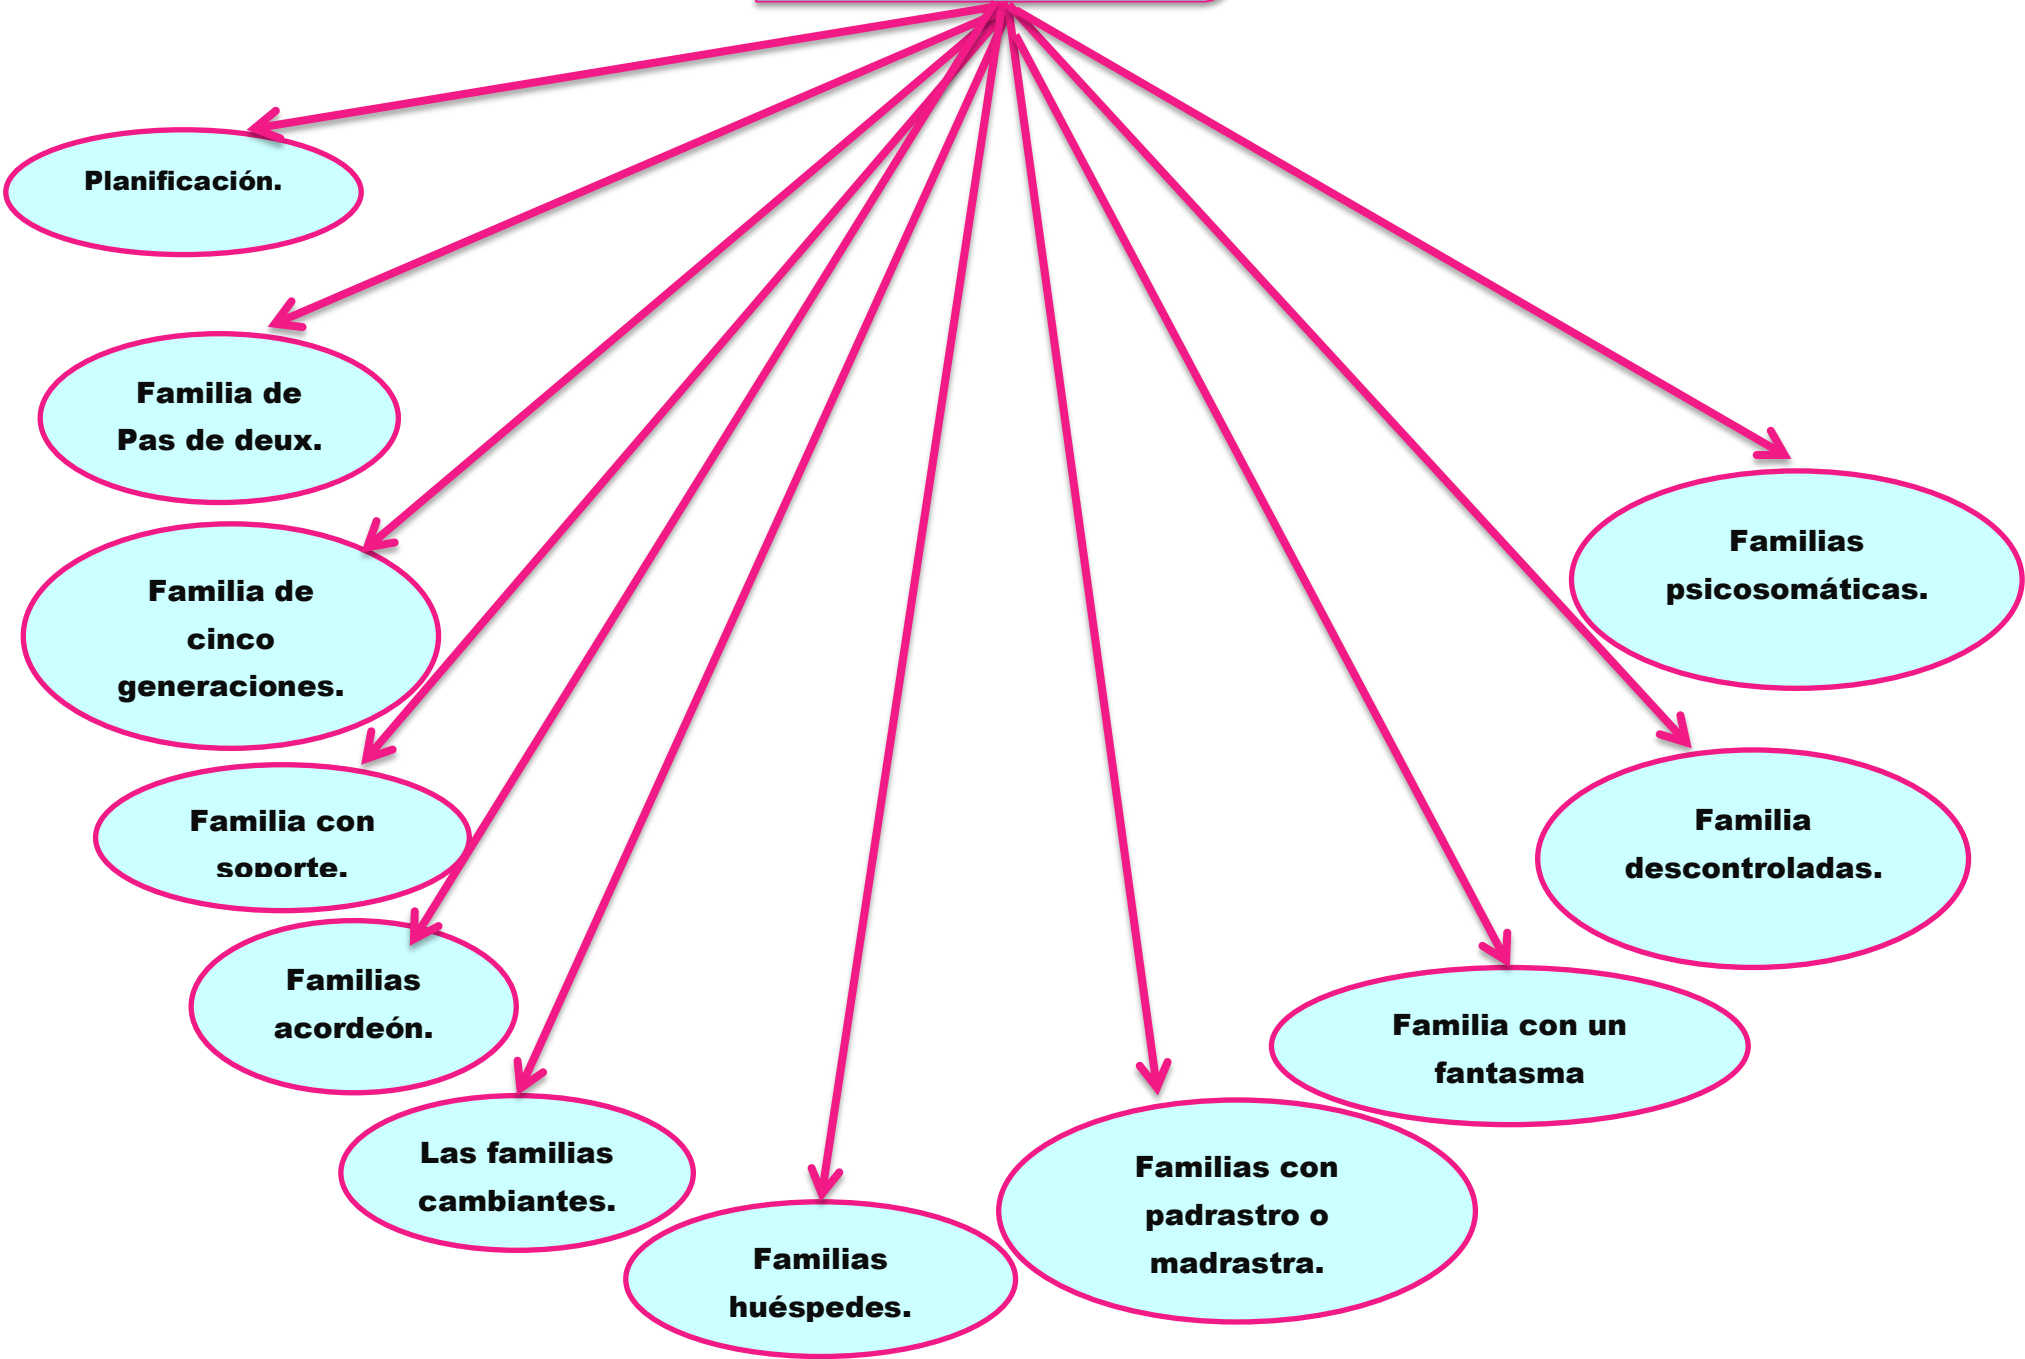 Planificación.
Familia de
Pas de deux.
Familia de
cinco
generaciones.
Familia con
soporte.
Familias
acordeón.
Las familias
cambiantes.
Familias
huéspedes.
Familias con
padrastro o
madrastra.
Familia con un
fantasma
Familia
descontroladas.
Familias
psicosomáticas.